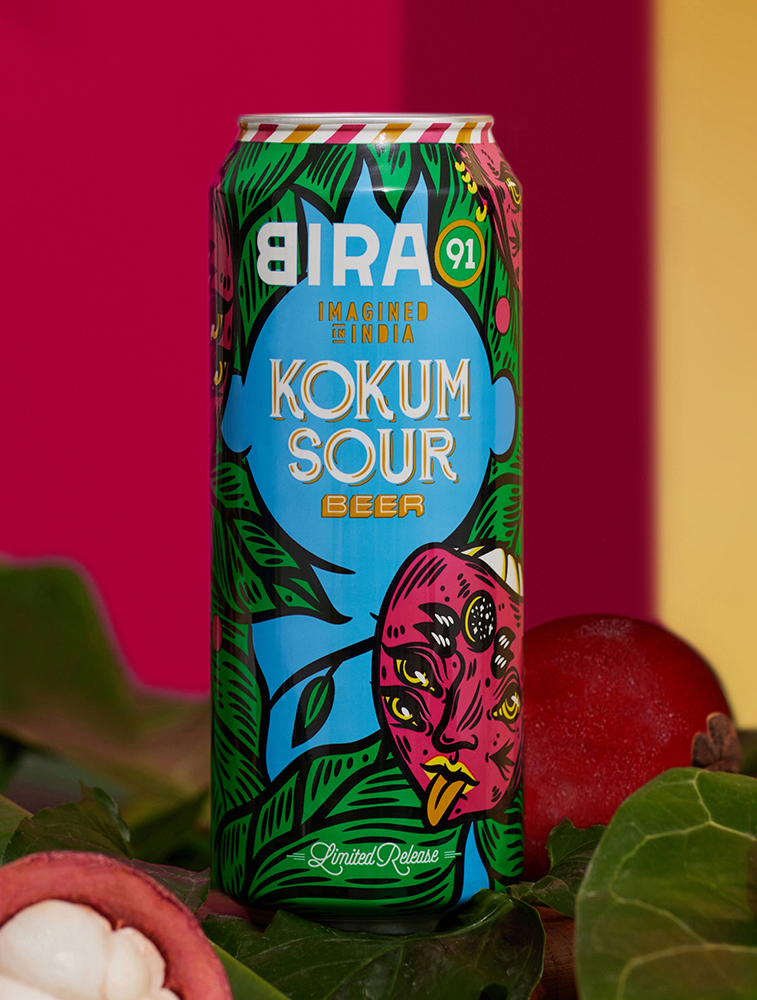 BIRA 91
IMAGINED
IN INDIA
KOKUM
SOUR
BEER
Limited Release